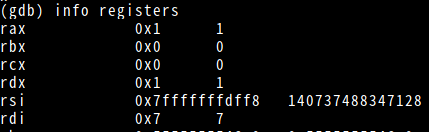 (gdb) info registers
rax 0x1 1
rbx 0x0 0
rcx 0x0 0
rdx 0x1 1
rsi 0x7fffffffdff8 140737488347128
rdi 0x7 7